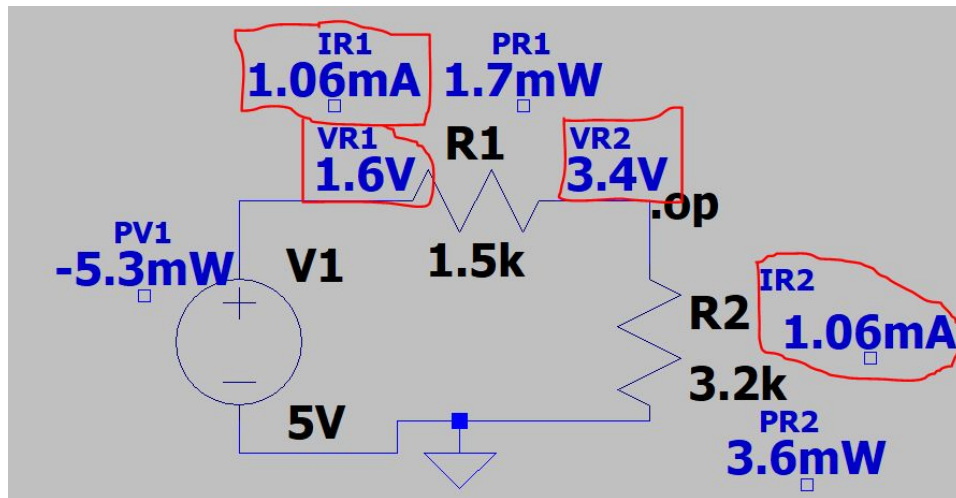 IR1
1.06mA
PR1
1.7mW
VR1
1.6V
R1
VR2
3.4V
.op
1.5k
PV1
-5.3mW
V1
5V
R2
3.2k
IR2
1.06mA
PR2
3.6mW